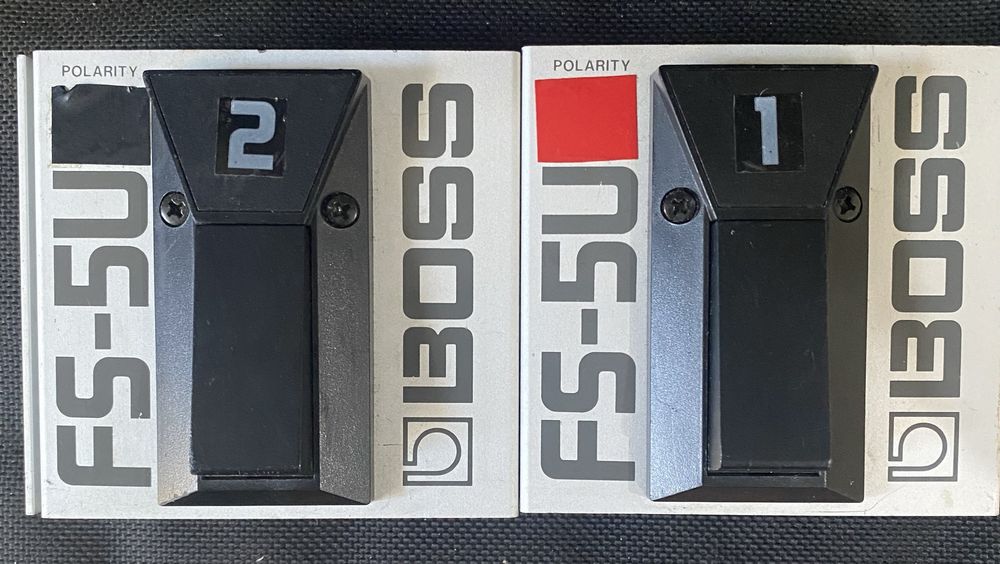 POLARITY
2
FS-5U
BOSS
POLARITY
1
FS-5U
BOSS